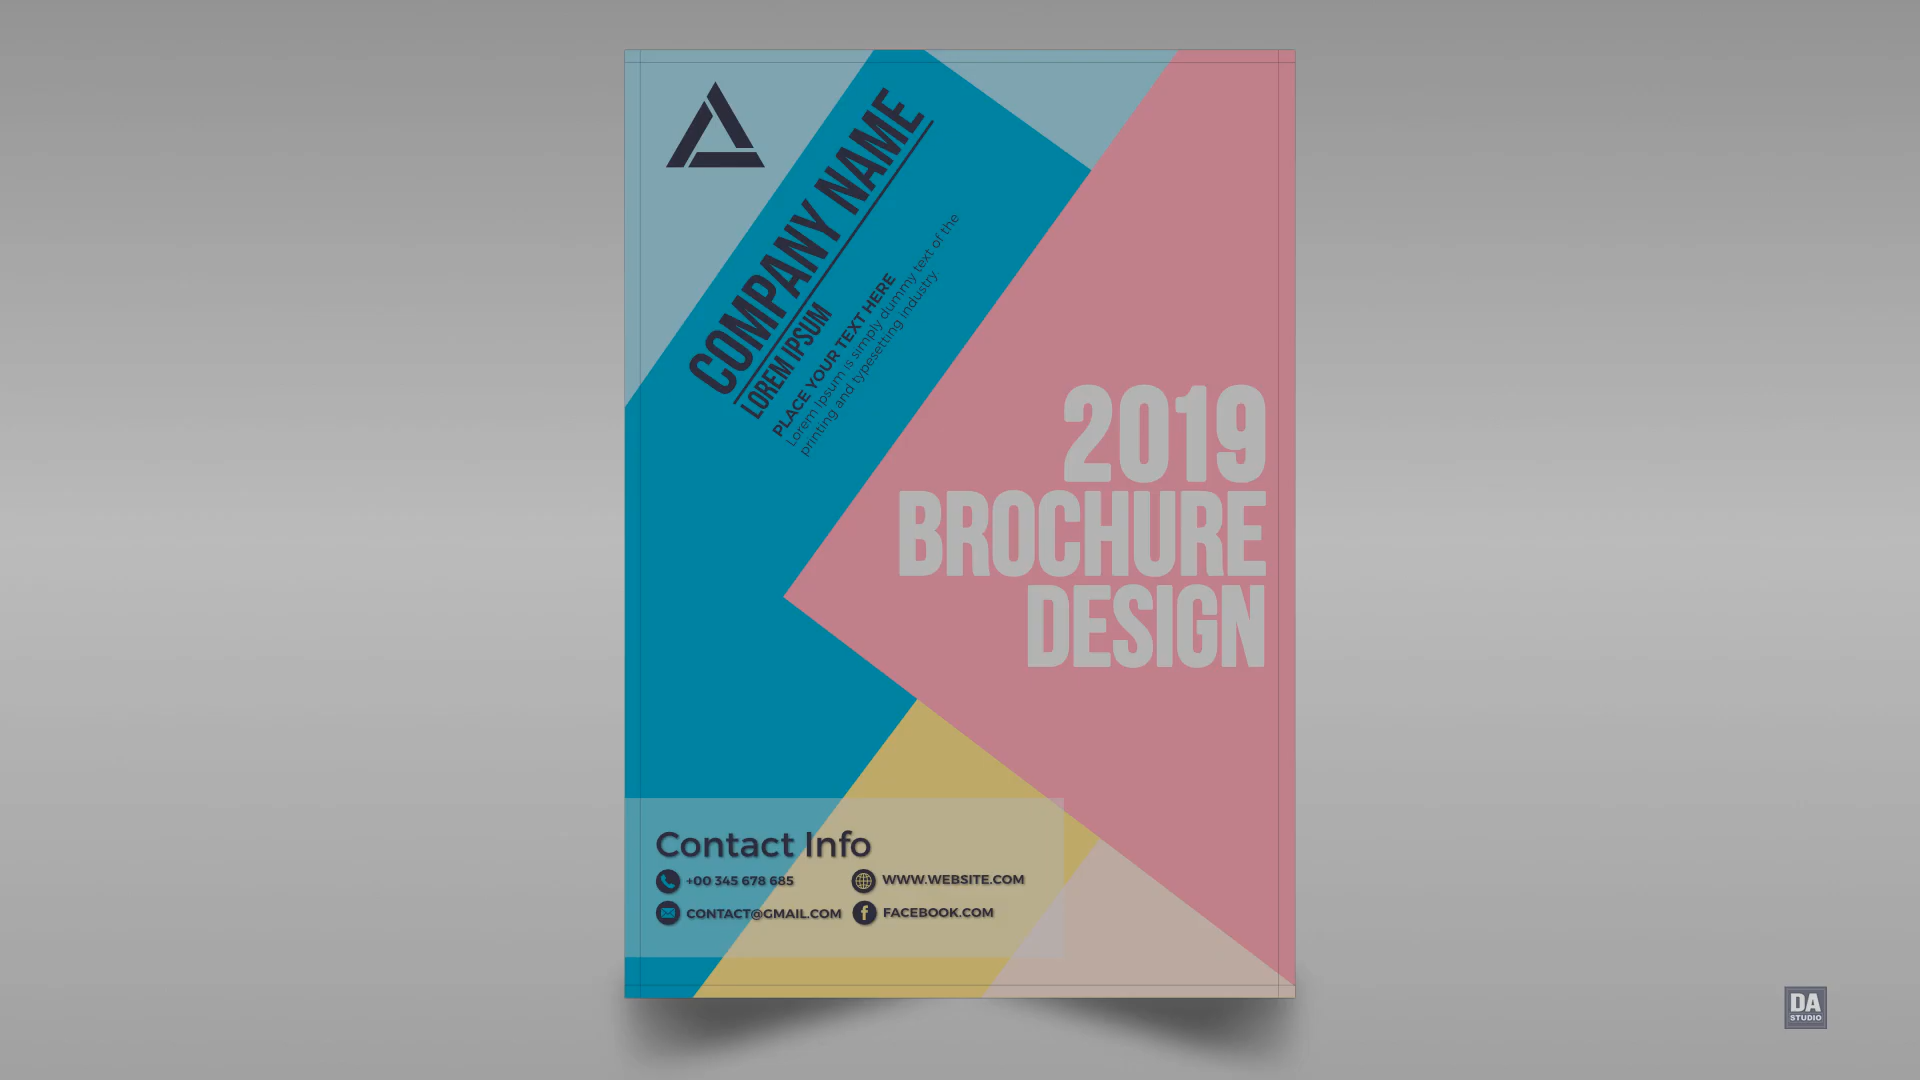 COMPANY NAME
LOREM IPSUM
PLACE YOUR TEXT HERE
Lorem Ipsum is simply dummy text of the
printing and typesetting industry.
2019
BROCHURE
DESIGN
Contact Info
+00 345 678 685
WWW.WEBSITE.COM
CONTACT@GMAIL.COM
FACEBOOK.COM
DA
STUDIO